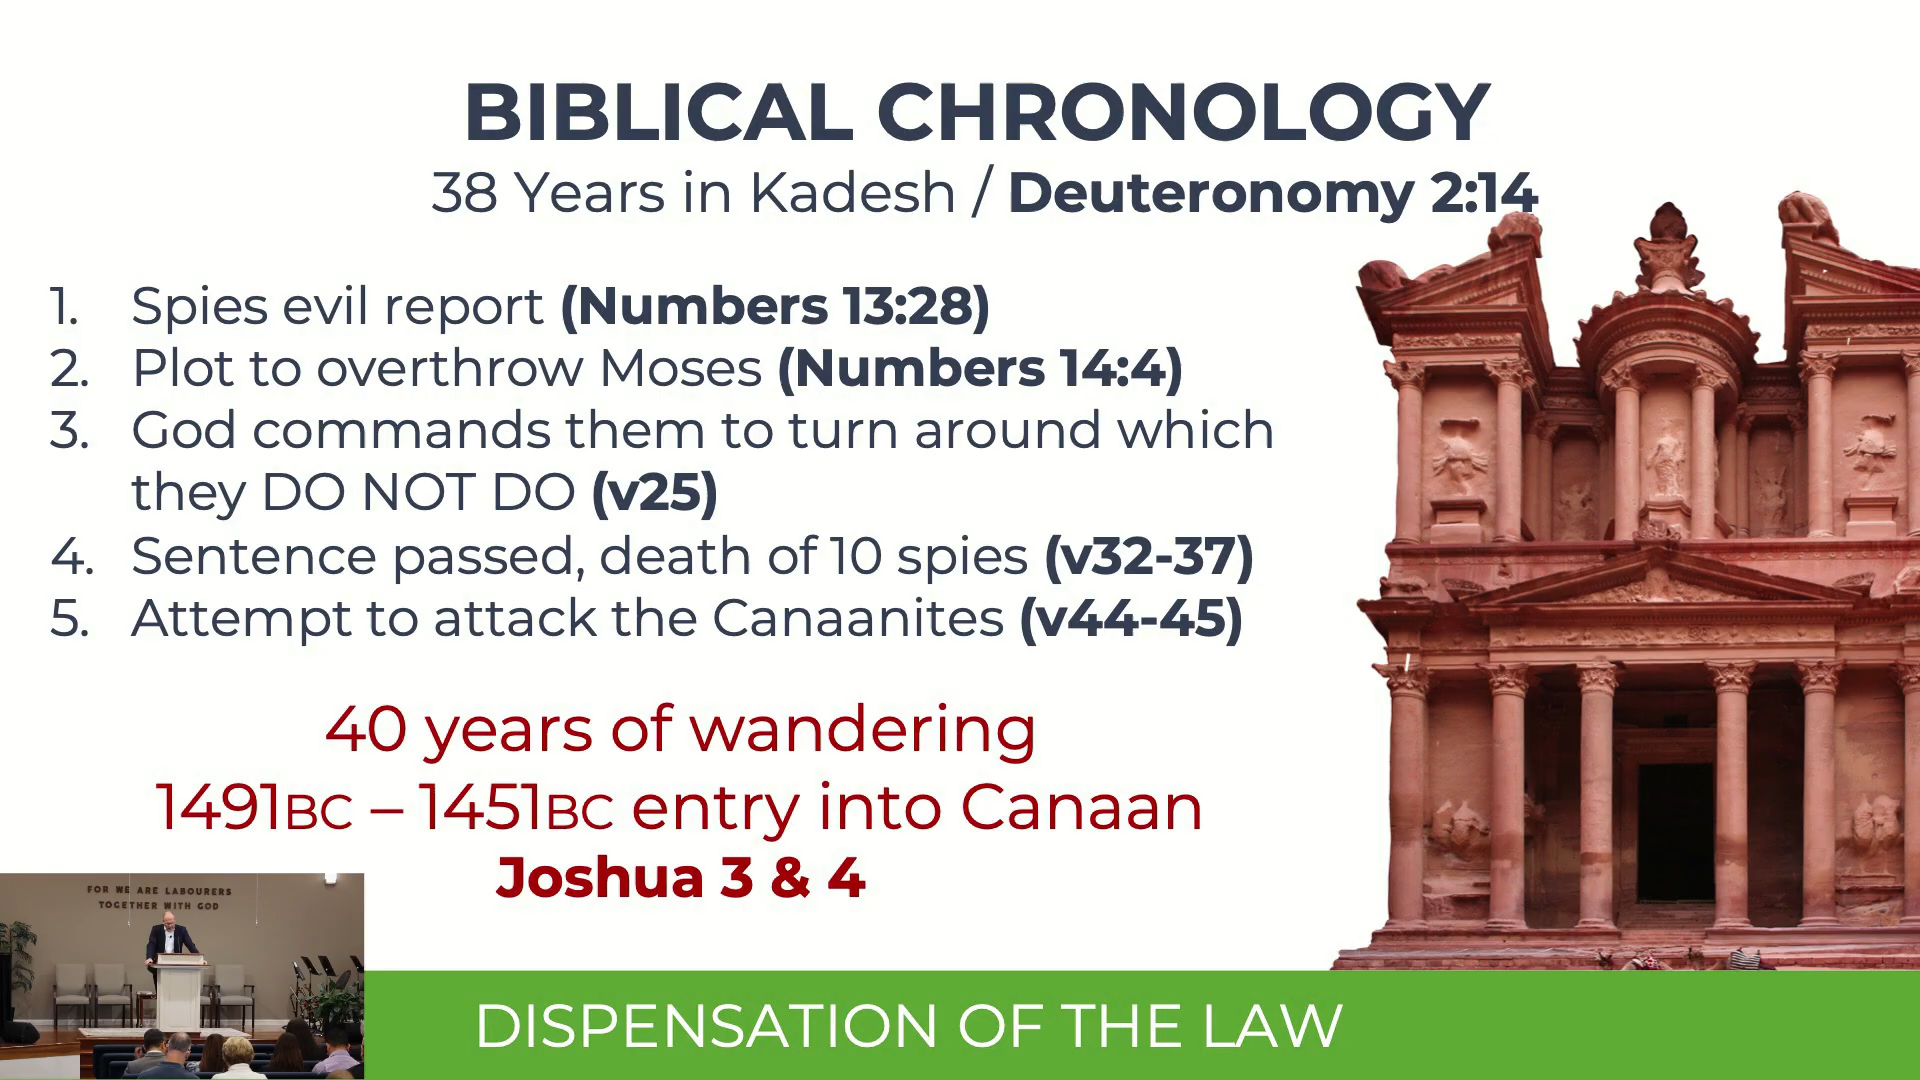 BIBLICAL CHRONOLOGY
38 Years in Kadesh / Deuteronomy 2:14
1. Spies evil report (Numbers 13:28)
2. Plot to overthrow Moses (Numbers 14:4)
3. God commands them to turn around which
they DO NOT DO (v25)
4. Sentence passed, death of 10 spies (v32-37)
5. Attempt to attack the Canaanites (v44-45)
40 years of wandering
1491BC – 1451BC entry into Canaan
Joshua 3 & 4
FOR WE ARE LABOURERS
TOGETHER WITH GOD
DISPENSATION OF THE LAW